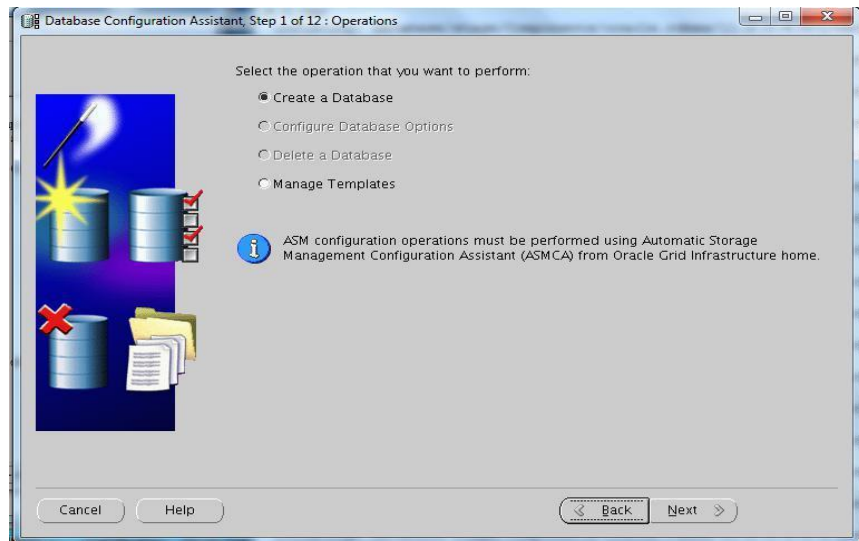 Database Configuration Assistant, Step 1 of 12 : Operations
Select the operation that you want to perform:
Create a Database
Configure Database Options
Delete a Database
Manage Templates
ASM configuration operations must be performed using Automatic Storage
Management Configuration Assistant (ASMCA) from Oracle Grid Infrastructure home.
Cancel
Help
Back
Next